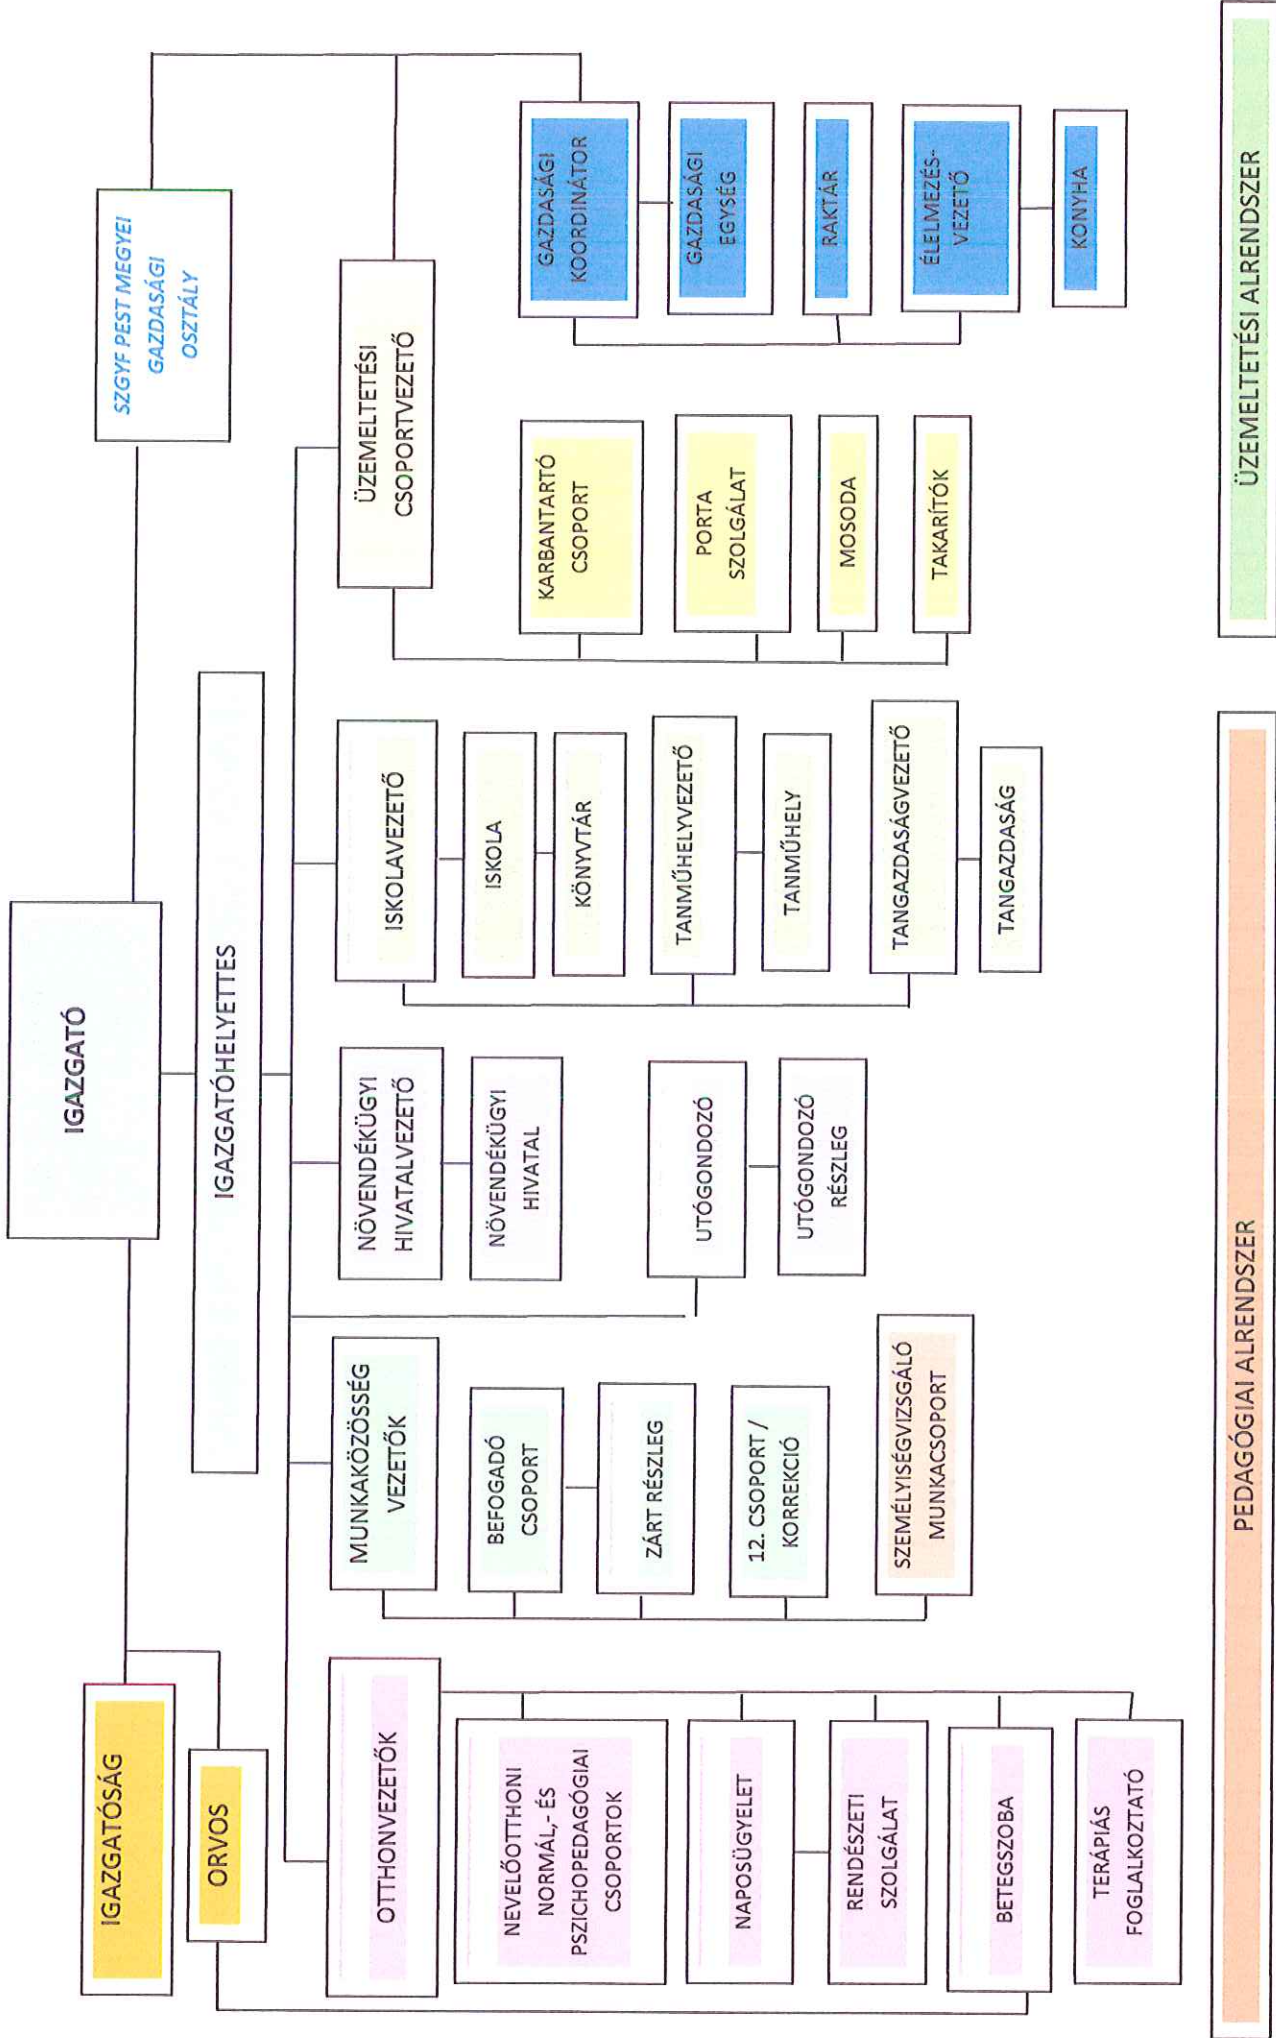 IGAZGATÓ
IGAZGATÓSÁG
ORVOS
SZGYF PEST MEGYEI
GAZDASÁGI
OSZTÁLY
IGAZGATÓHELYETTES
OTTHONVEZETŐK
NEVELŐOTTHONI
NORMÁL,- ÉS
PSZICHOPEDAGÓGIAI
CSOPORTOK
NAPOSÜGYELET
RENDÉSZETI
SZOLGÁLAT
BETEGSZOBA
TERÁPIÁS
FOGLALKOZTATÓ
MUNKAKÖZÖSSÉG
VEZETŐK
BEFOGADÓ
CSOPORT
ZÁRT RÉSZLEG
12. CSOPORT /
KORREKCIÓ
SZEMÉLYISÉGVIZSGÁLÓ
MUNKACSOPORT
NÖVENDÉKÜGYI
HIVATALVEZETŐ
NÖVENDÉKÜGYI
HIVATAL
UTÓGONDOZÓ
UTÓGONDOZÓ
RÉSZLEG
ISKOLAVEZETŐ
ISKOLA
KÖNYVTÁR
TANMŰHELYVEZETŐ
TANMŰHELY
TANGAZDASÁGVEZETŐ
TANGAZDASÁG
ÜZEMELTETÉSI
CSOPORTVEZETŐ
KARBANTARTÓ
CSOPORT
PORTA
SZOLGÁLAT
MOSODA
TAKARÍTÓK
GAZDASÁGI
KOORDINÁTOR
GAZDASÁGI
EGYSÉG
RAKTÁR
ÉLELMEZÉS-
VEZETŐ
KONYHA
PEDAGÓGIAI ALRENDSZER
ÜZEMELTETÉSI ALRENDSZER